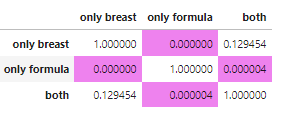 only breast only formula both
only breast 1.000000 0.000000 0.129454
only formula 0.000000 1.000000 0.000004
both 0.129454 0.000004 1.000000